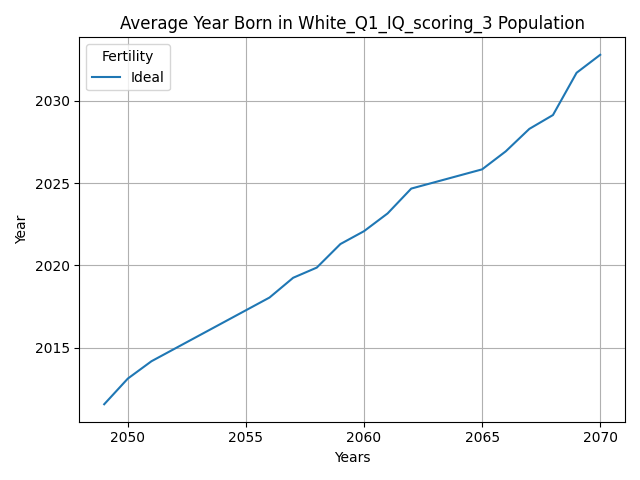 Average Year Born in White_Q1_IQ_scoring_3 Population
Fertility
Ideal
Year
2030
2025
2020
2015
2050 2055 2060 2065 2070
Years